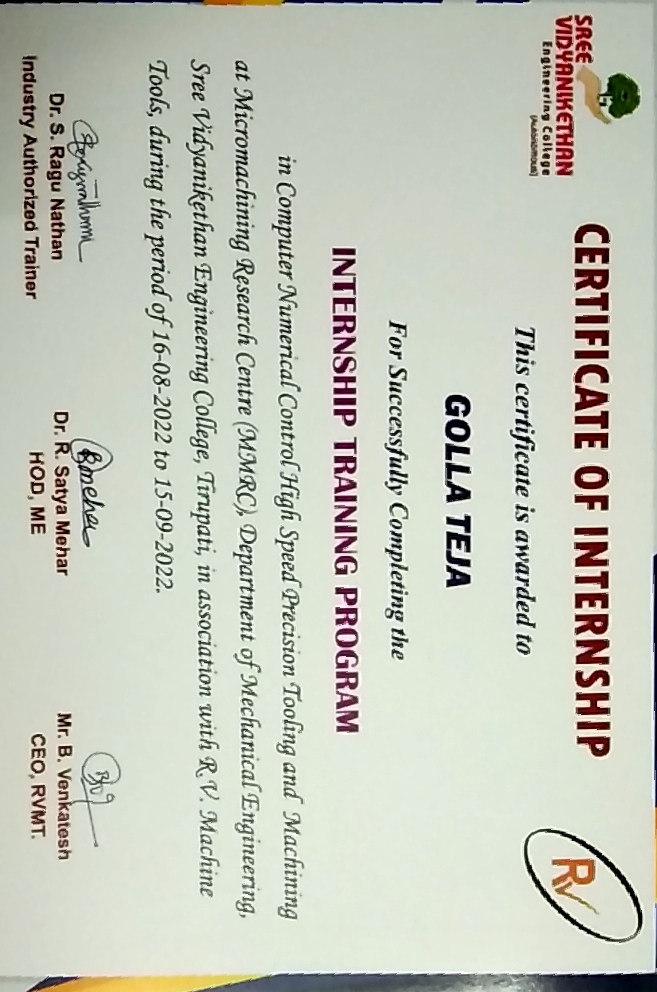 SREE
VIDYANIKETHAN
Engineering College
(Autonomous)
CERTIFICATE OF INTERNSHIP
RV
This certificate is awarded to
GOLLA TEJA
For Successfully Completing the
INTERNSHIP TRAINING PROGRAM
in Computer Numerical Control High Speed Precision Tooling and Machining
at Micromachining Research Centre (MMRC), Department of Mechanical Engineering,
Sree Vidyanikethan Engineering College, Tirupati, in association with R.V. Machine
Tools, during the period of 16-08-2022 to 15-09-2022.
Dr. S. Ragu Nathan
Industry Authorized Trainer
Dr. R. Satya Mehar
HOD, ME
Mr. B. Venkatesh
CEO, RVMT.